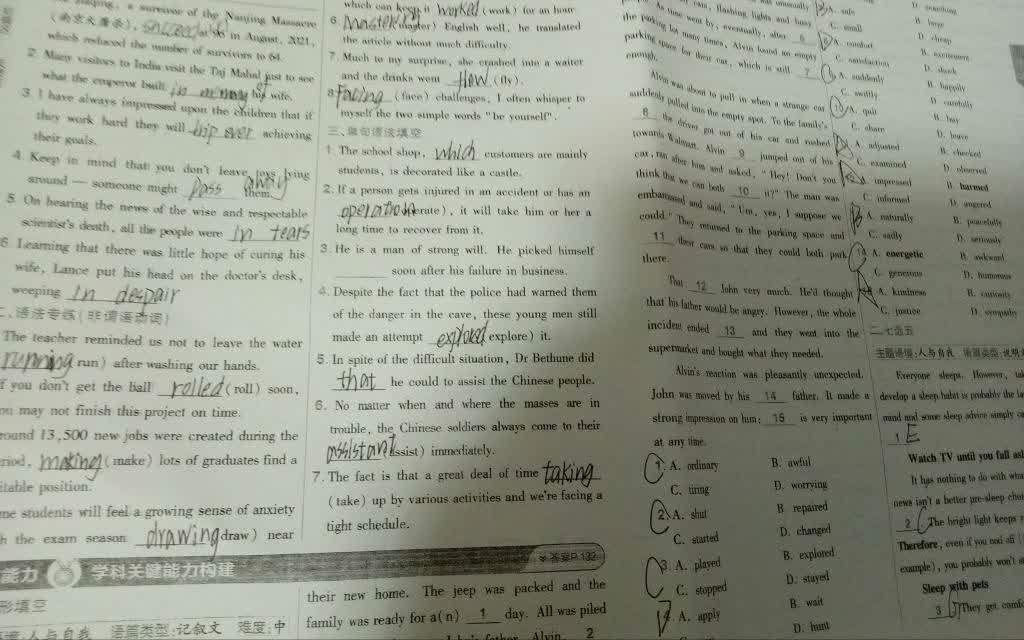 a survivor of the Nanjing Massacre
(南京大屠杀), succeed at 96 in August, 2021,
which reduced the number of survivors to 61.
2. Many visitors to India visit the Taj Mahal just to see
what the emperor built in memory of his wife.
3. I have always impressed upon the children that if
they work hard they will achieving
their goals.
4. Keep in mind that you don't leave toys lying
around — someone might pass away them.
5. On hearing the news of the wise and respectable
scientist's death, all the people were in tears
6. Learning that there was little hope of curing his
wife, Lance put his head on the doctor's desk,
weeping in despair
二、语法专练(非谓语动词)
The teacher reminded us not to leave the water
running run) after washing our hands.
if you don't get the ball rolled (roll) soon,
you may not finish this project on time.
round 13,500 new jobs were created during the
riod, making (make) lots of graduates find a
itable position.
me students will feel a growing sense of anxiety
h the exam season drawing draw) near
能力 学科关键能力构建
答案P.132
形填空
人与自我 语篇类型:记叙文 难度:中
which can keep it worked (work) for an hour
6. English well, he translated
the article without much difficulty.
7. Much to my surprise, she crashed into a waiter
and the drinks went flow (fly).
8. Facing (face) challenges, I often whisper to
myself the two simple words "be yourself".
三、单句语法填空
1. The school shop, which customers are mainly
students, is decorated like a castle.
2. If a person gets injured in an accident or has an
operation (operate), it will take him or her a
long time to recover from it.
3. He is a man of strong will. He picked himself
______ soon after his failure in business.
4. Despite the fact that the police had warned them
of the danger in the cave, these young men still
made an attempt explored explore) it.
5. In spite of the difficult situation, Dr Bethune did
that he could to assist the Chinese people.
6. No matter when and where the masses are in
trouble, the Chinese soldiers always come to their
assistant (assist) immediately.
7. The fact is that a great deal of time taking
(take) up by various activities and we're facing a
tight schedule.
their new home. The jeep was packed and the
family was ready for a(n) 1 day. All was piled
father, Alvin, 2
cars, flashing lights and busy
As time went by, eventually, after 6
the parking lot many times, Alvin found an empty
parking space for their car, which is still 7
enough.
Alvin was about to pull in when a strange car
suddenly pulled into the empty spot. To the family's
8 the driver got out of his car and rushed
towards Walmart. Alvin 9 jumped out of his
car, ran after him and asked, "Hey! Don't you
think that we can both 10 it?" The man was
embarrassed and said, "Um, yes, I suppose we
could." They returned to the parking space and
11 their cars so that they could both park
there.
That 12 John very much. He'd thought
that his father would be angry. However, the whole
incident ended 13 and they went into the
supermarket and bought what they needed.
Alvin's reaction was pleasantly unexpected.
John was moved by his 14 father. It made a
strong impression on him; 15 is very important
at any time.
1. A. ordinary B. awful
C. tiring D. worrying
2. A. shut B. repaired
C. started D. changed
3. A. played B. explored
C. stopped D. stayed
4. A. apply B. wait
D. hunt
A. safe B. large
C. small D. cheap
A. comfort B. excitement
C. satisfaction D. shock
A. suddenly B. happily
C. swiftly D. carefully
A. quit B. buy
C. share D. leave
A. adjusted B. checked
C. examined D. observed
A. impressed B. harmed
C. informed D. angered
A. naturally B. peacefully
C. sadly D. seriously
14 A. energetic B. awkward
C. generous D. humorous
A. kindness B. curiosity
C. justice D. sympathy
二、七选五
主题语境:人与自我 语篇类型:说明
Everyone sleeps. However,
develop a sleep habit is probably the
mind and some sleep advice simply
1 E
Watch TV until you fall
It has nothing to do with
news isn't a better pre-sleep
2 The bright light keeps
Therefore, even if you nod off
example), you probably won't
Sleep with pets
3 They get